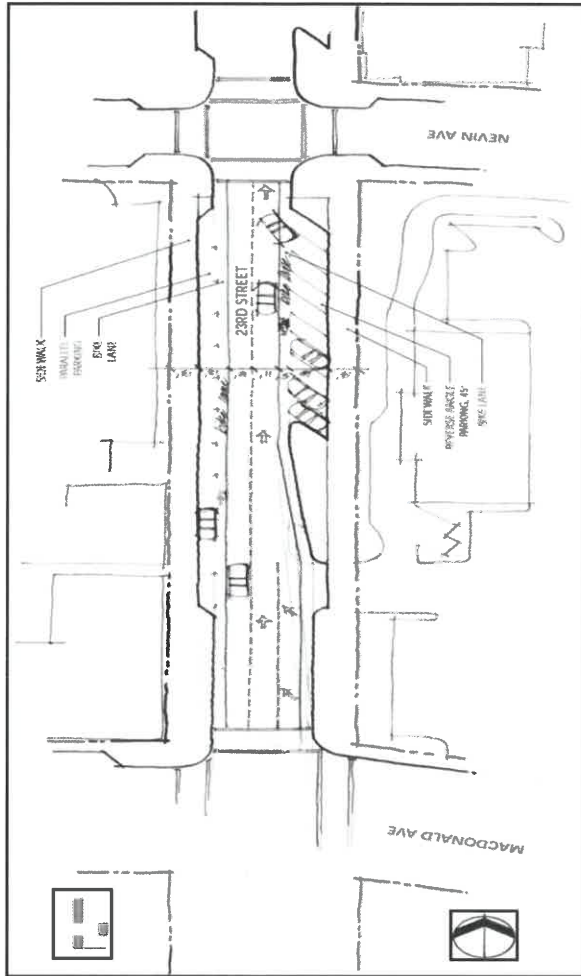 NEVIN AVE
23RD STREET
SIDEWALK
PARALLEL
PARKING
BIKE
LANE
SIDEWALK
REVERSE ANGLE
PARKING, 45°
BIKE LANE
MACDONALD AVE